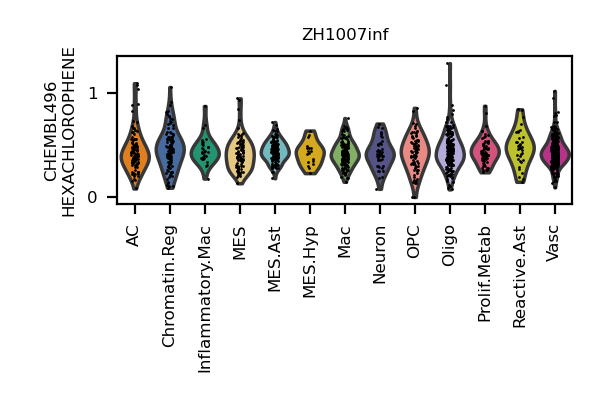 ZH1007inf
CHEMBL496
HEXACHLOROPHENE
1
0
AC
Chromatin.Reg
Inflammatory.Mac
MES
MES.Ast
MES.Hyp
Mac
Neuron
OPC
Oligo
Prolif.Metab
Reactive.Ast
Vasc